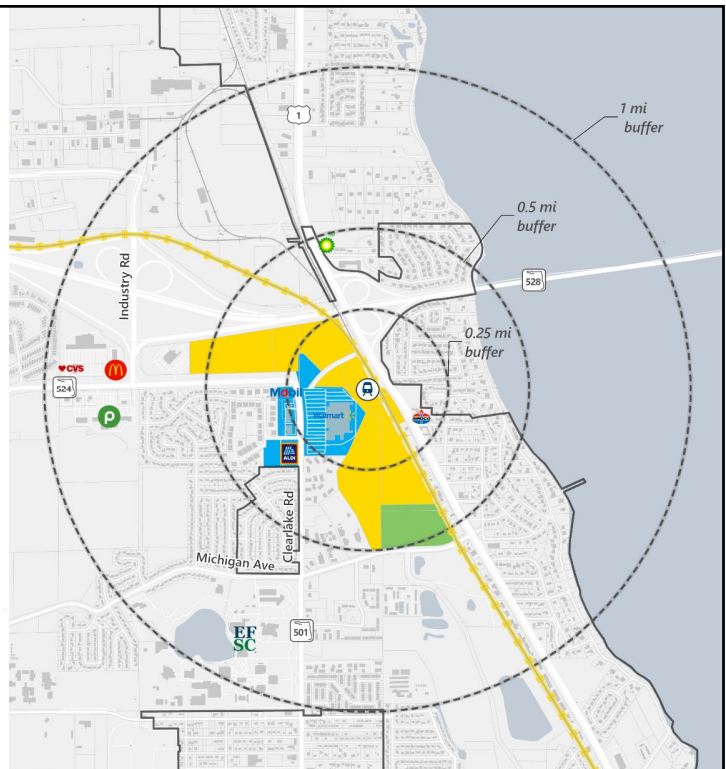 1
1 mi
buffer
0.5 mi
buffer
Industry Rd
528
0.25 mi
buffer
CVS
524
Mobil
Walmart
AMOCO
ALDI
Clearlake Rd
Michigan Ave
EF
SC
501